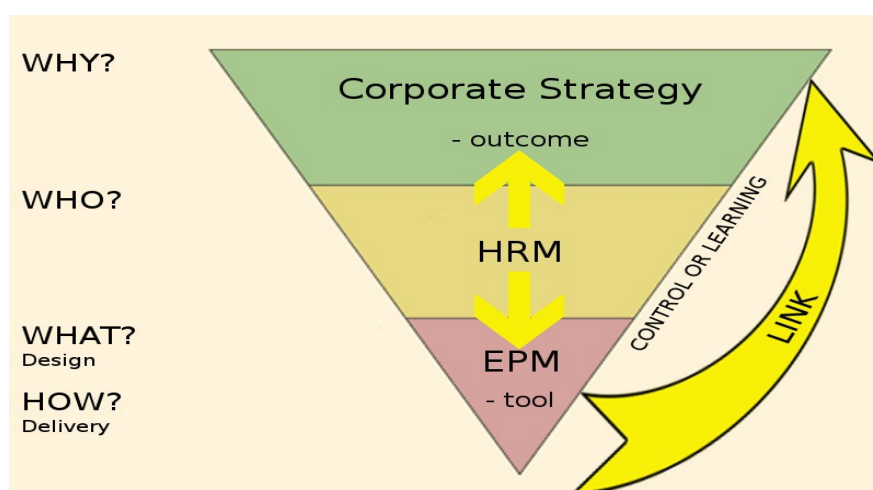 WHY?
Corporate Strategy
- outcome
WHO?
HRM
CONTROL OR LEARNING
LINK
WHAT?
Design
EPM
HOW?
- tool
Delivery